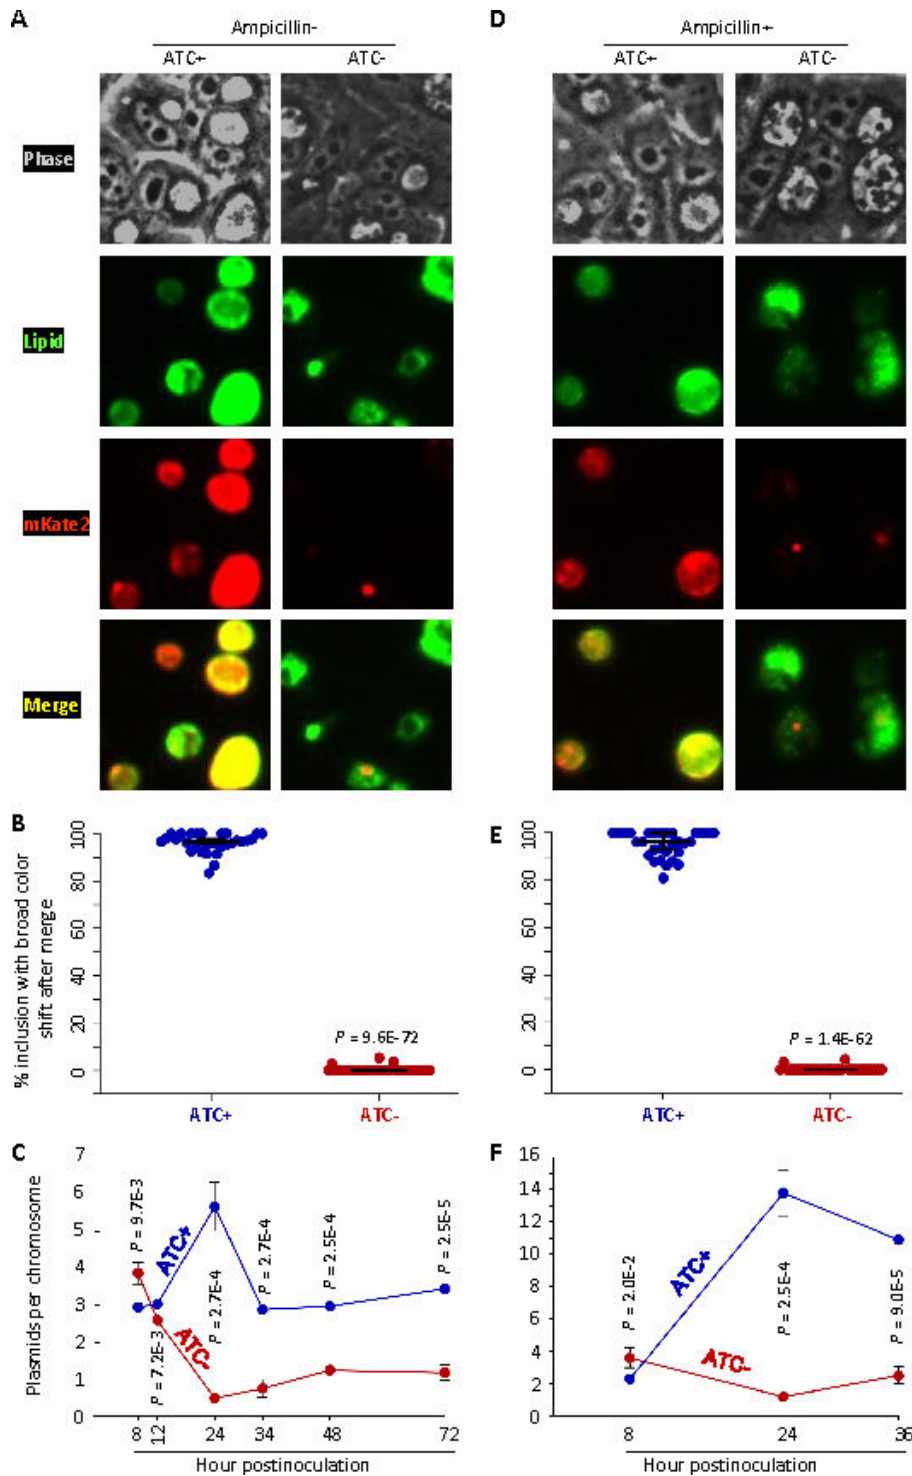 A
Ampicillin-
ATC+ ATC-
D
Ampicillin+
ATC+ ATC-
Phase
Lipid
mKate2
Merge
B
% inclusion with broad color
shift after merge
100
80
60
40
20
0
P = 9.6E-72
ATC+ ATC-
E
100
80
60
40
20
0
P = 1.4E-62
ATC+ ATC-
C
Plasmids per chromosome
7
6
5
4
3
2
1
0
P = 9.7E-3
P = 7.2E-3
ATC+
ATC-
P = 2.7E-4
P = 2.7E-4
P = 2.5E-4
P = 2.5E-5
8 12 24 34 48 72
Hour postinoculation
F
16
14
12
10
8
6
4
2
0
P = 2.0E-2
ATC+
ATC-
P = 2.5E-4
P = 9.0E-5
8 24 36
Hour postinoculation